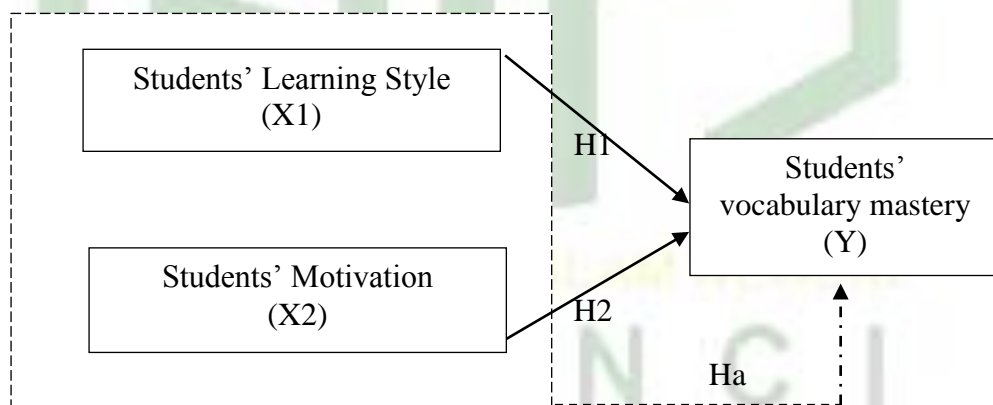 Students’ Learning Style
(X1)
H1
Students’
vocabulary mastery
(Y)
Students’ Motivation
(X2)
H2
Ha
N C I